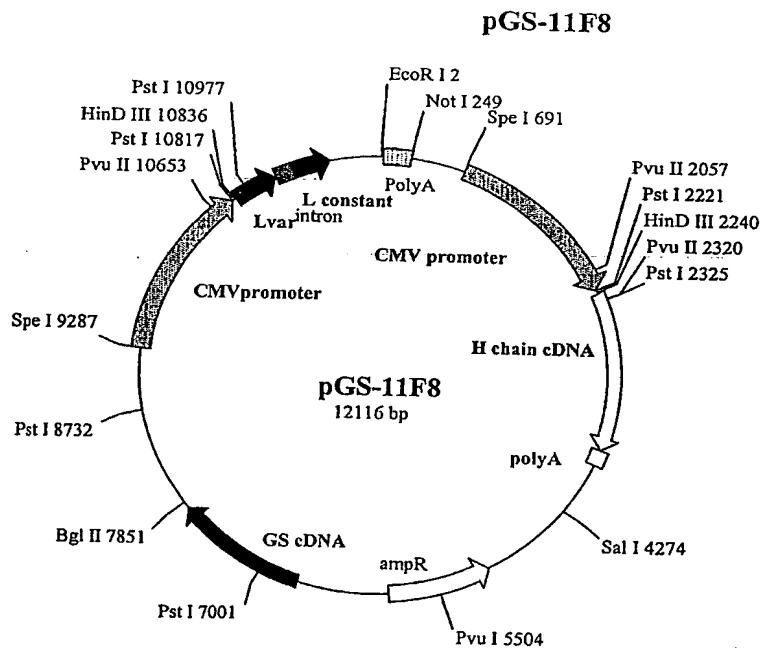 pGS-11F8
EcoR I 2
Not I 249
Spe I 691
Pst I 10977
HinD III 10836
Pst I 10817
Pvu II 10653
PolyA
L constant
intron
Lvar
Pvu II 2057
Pst I 2221
HinD III 2240
Pvu II 2320
Pst I 2325
CMV promoter
CMVpromoter
Spe I 9287
H chain cDNA
pGS-11F8
12116 bp
Pst I 8732
polyA
Bgl II 7851
GS cDNA
Sal I 4274
ampR
Pst I 7001
Pvu I 5504